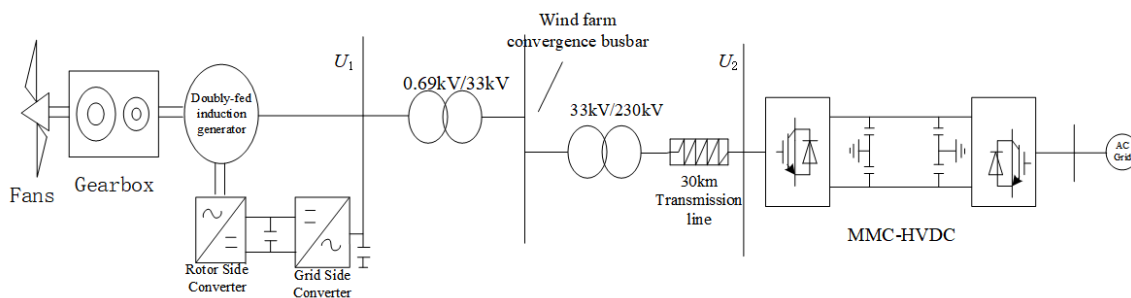 Wind farm
convergence busbar
U1
0.69kV/33kV
U2
33kV/230kV
Doubly-fed
induction
generator
AC
Grid
Fans
Gearbox
30km
Transmission
line
MMC-HVDC
Rotor Side
Converter
Grid Side
Converter